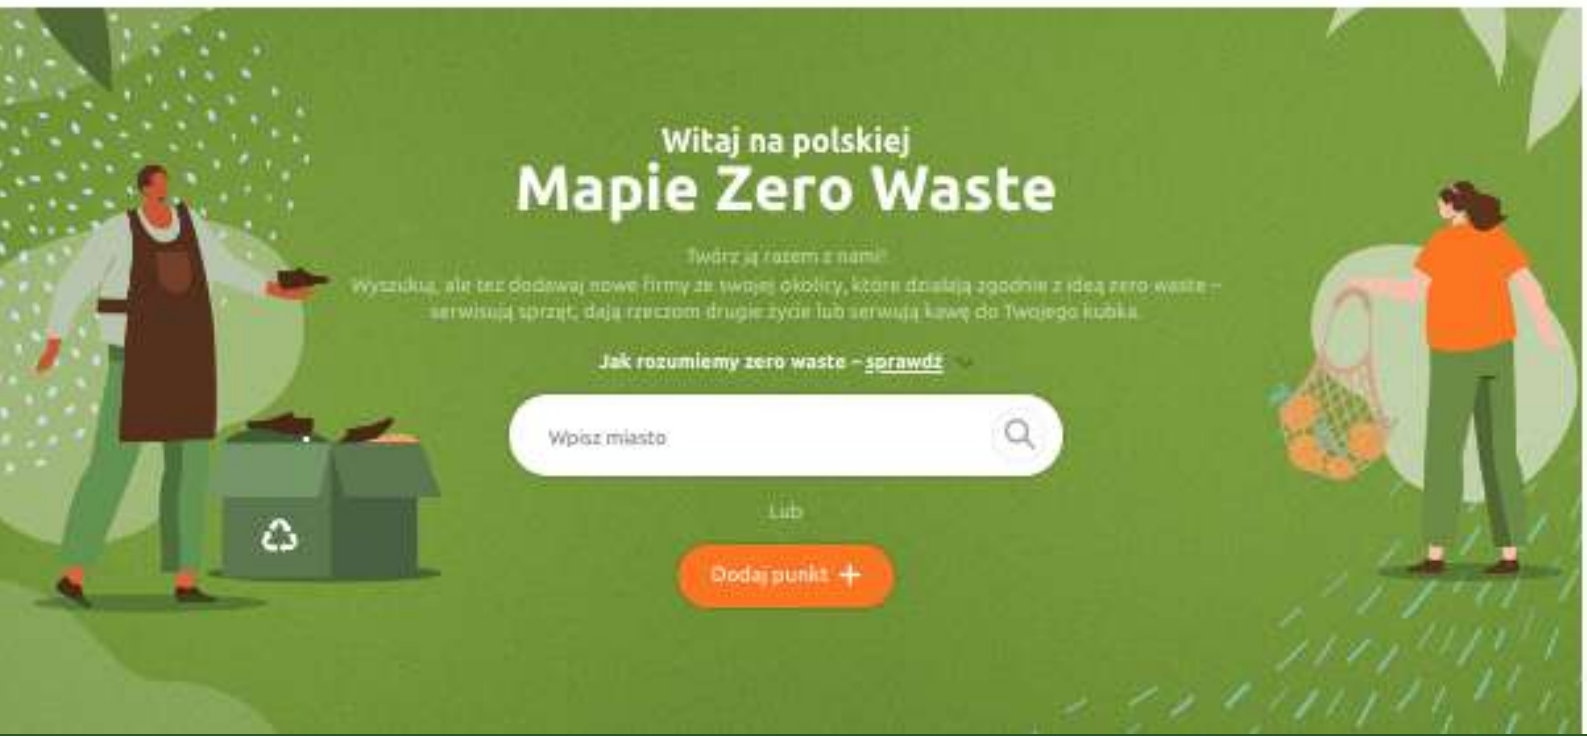 Witaj na polskiej
Mapie Zero Waste
Twórz ją razem z nami!
Wyszukuj, ale też dodawaj nowe firmy ze swojej okolicy, które działają zgodnie z ideą zero waste –
serwisują sprzęt, dają rzeczom drugie życie lub serwują kawę do Twojego kubka.
Jak rozumiemy zero waste – sprawdź
Wpisz miasto
Lub
Dodaj punkt +